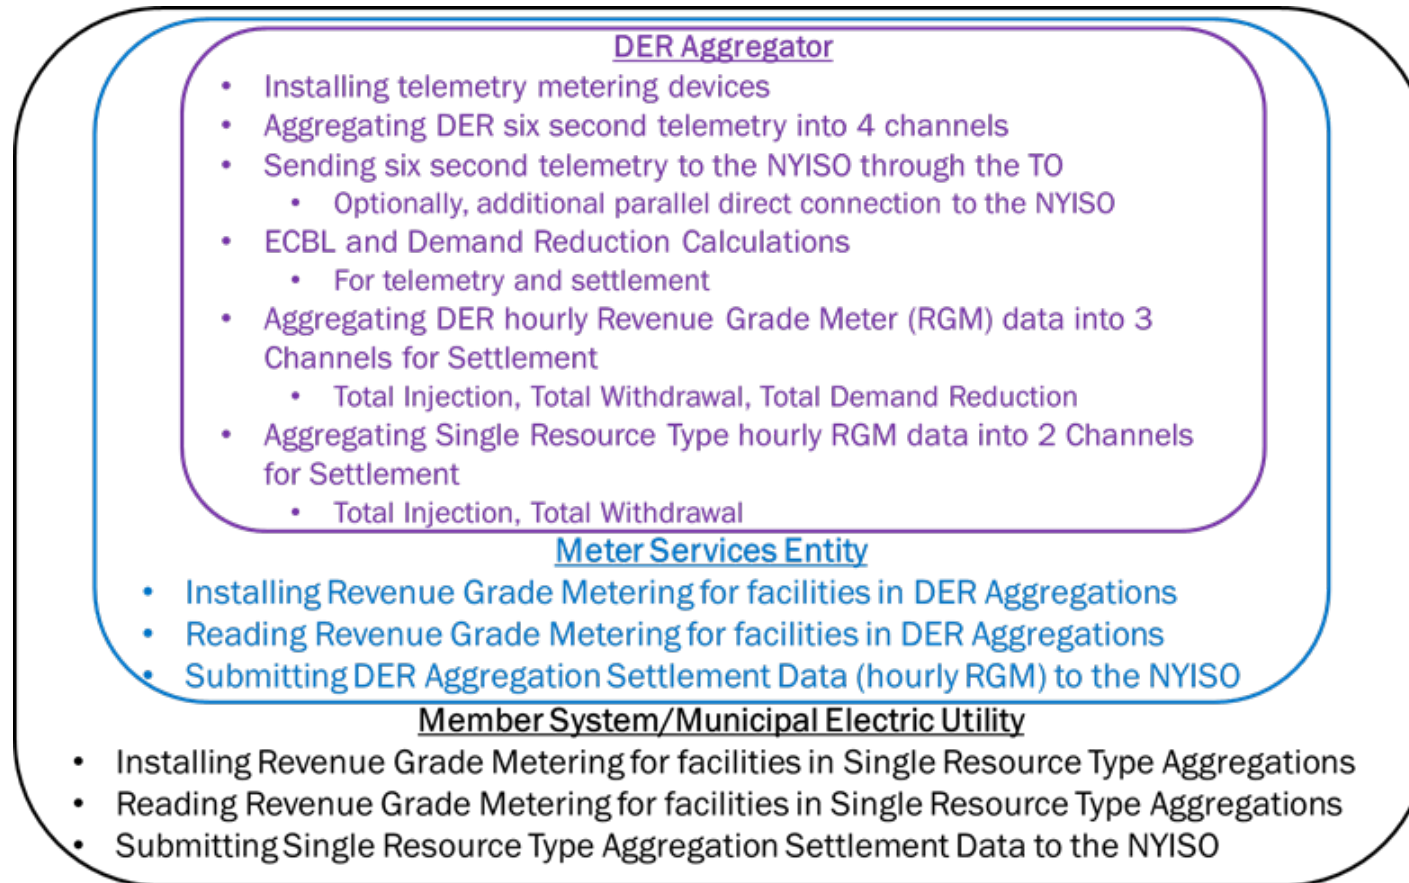 DER Aggregator
• Installing telemetry metering devices
• Aggregating DER six second telemetry into 4 channels
• Sending six second telemetry to the NYISO through the TO
• Optionally, additional parallel direct connection to the NYISO
• ECBL and Demand Reduction Calculations
• For telemetry and settlement
• Aggregating DER hourly Revenue Grade Meter (RGM) data into 3
Channels for Settlement
• Total Injection, Total Withdrawal, Total Demand Reduction
• Aggregating Single Resource Type hourly RGM data into 2 Channels
for Settlement
• Total Injection, Total Withdrawal
Meter Services Entity
• Installing Revenue Grade Metering for facilities in DER Aggregations
• Reading Revenue Grade Metering for facilities in DER Aggregations
• Submitting DER Aggregation Settlement Data (hourly RGM) to the NYISO
Member System/Municipal Electric Utility
• Installing Revenue Grade Metering for facilities in Single Resource Type Aggregations
• Reading Revenue Grade Metering for facilities in Single Resource Type Aggregations
• Submitting Single Resource Type Aggregation Settlement Data to the NYISO